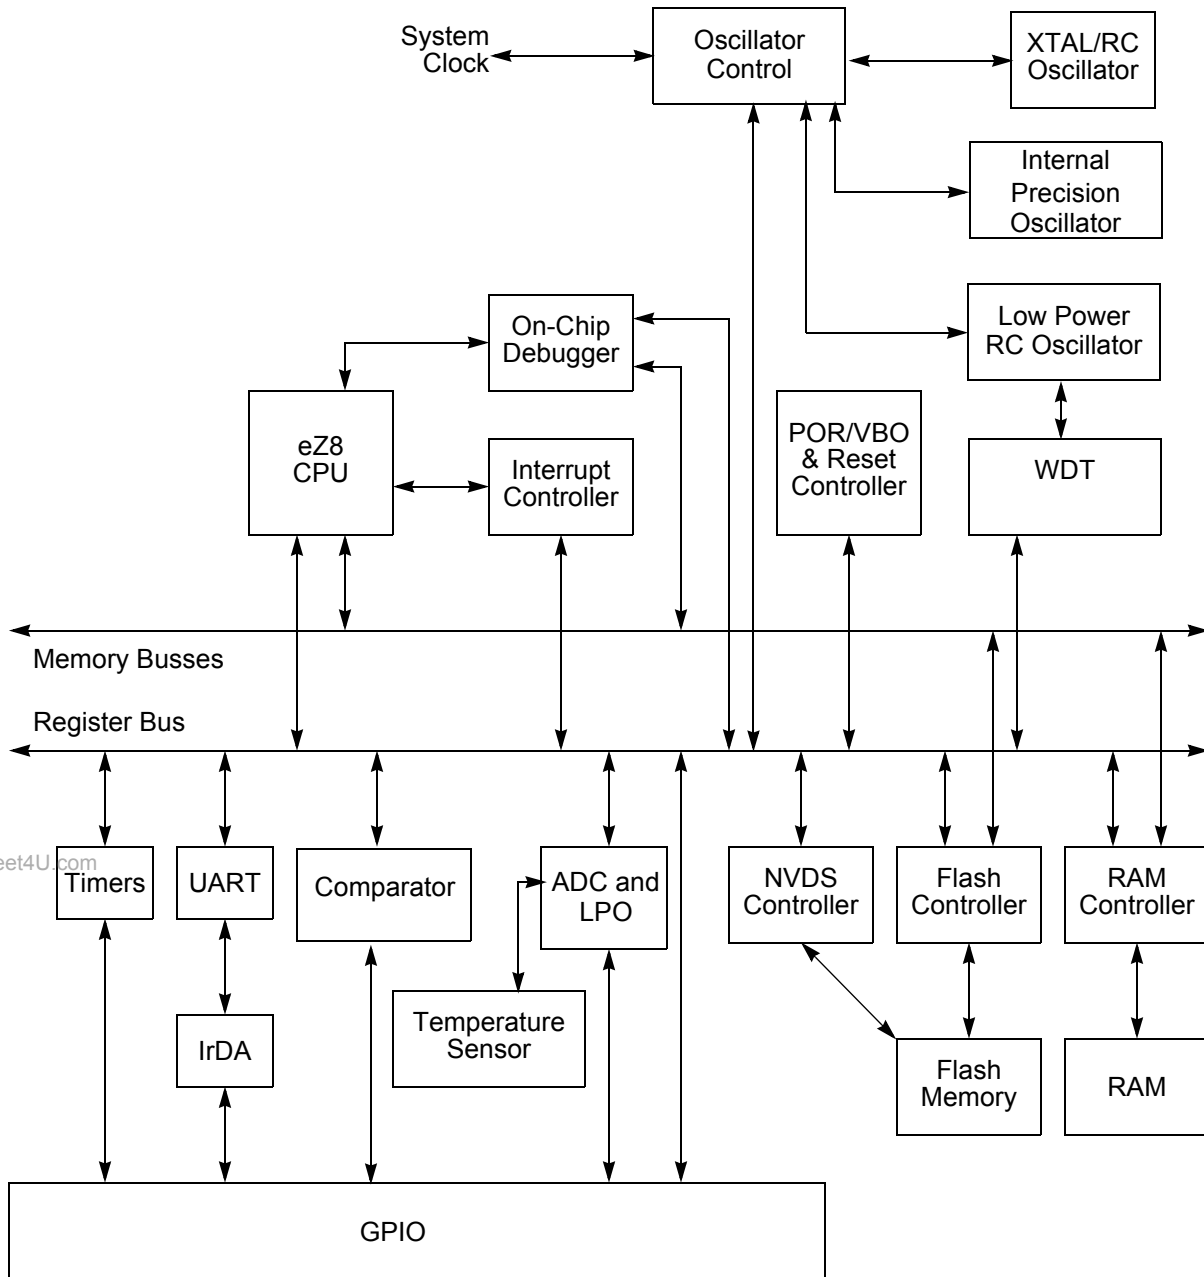 System
Clock
Oscillator
Control
XTAL/RC
Oscillator
Internal
Precision
Oscillator
On-Chip
Debugger
Low Power
RC Oscillator
eZ8
CPU
Interrupt
Controller
POR/VBO
& Reset
Controller
WDT
Memory Busses
Register Bus
eet4U.com
Timers
UART
Comparator
ADC and
LPO
NVDS
Controller
Flash
Controller
RAM
Controller
Temperature
Sensor
IrDA
Flash
Memory
RAM
GPIO